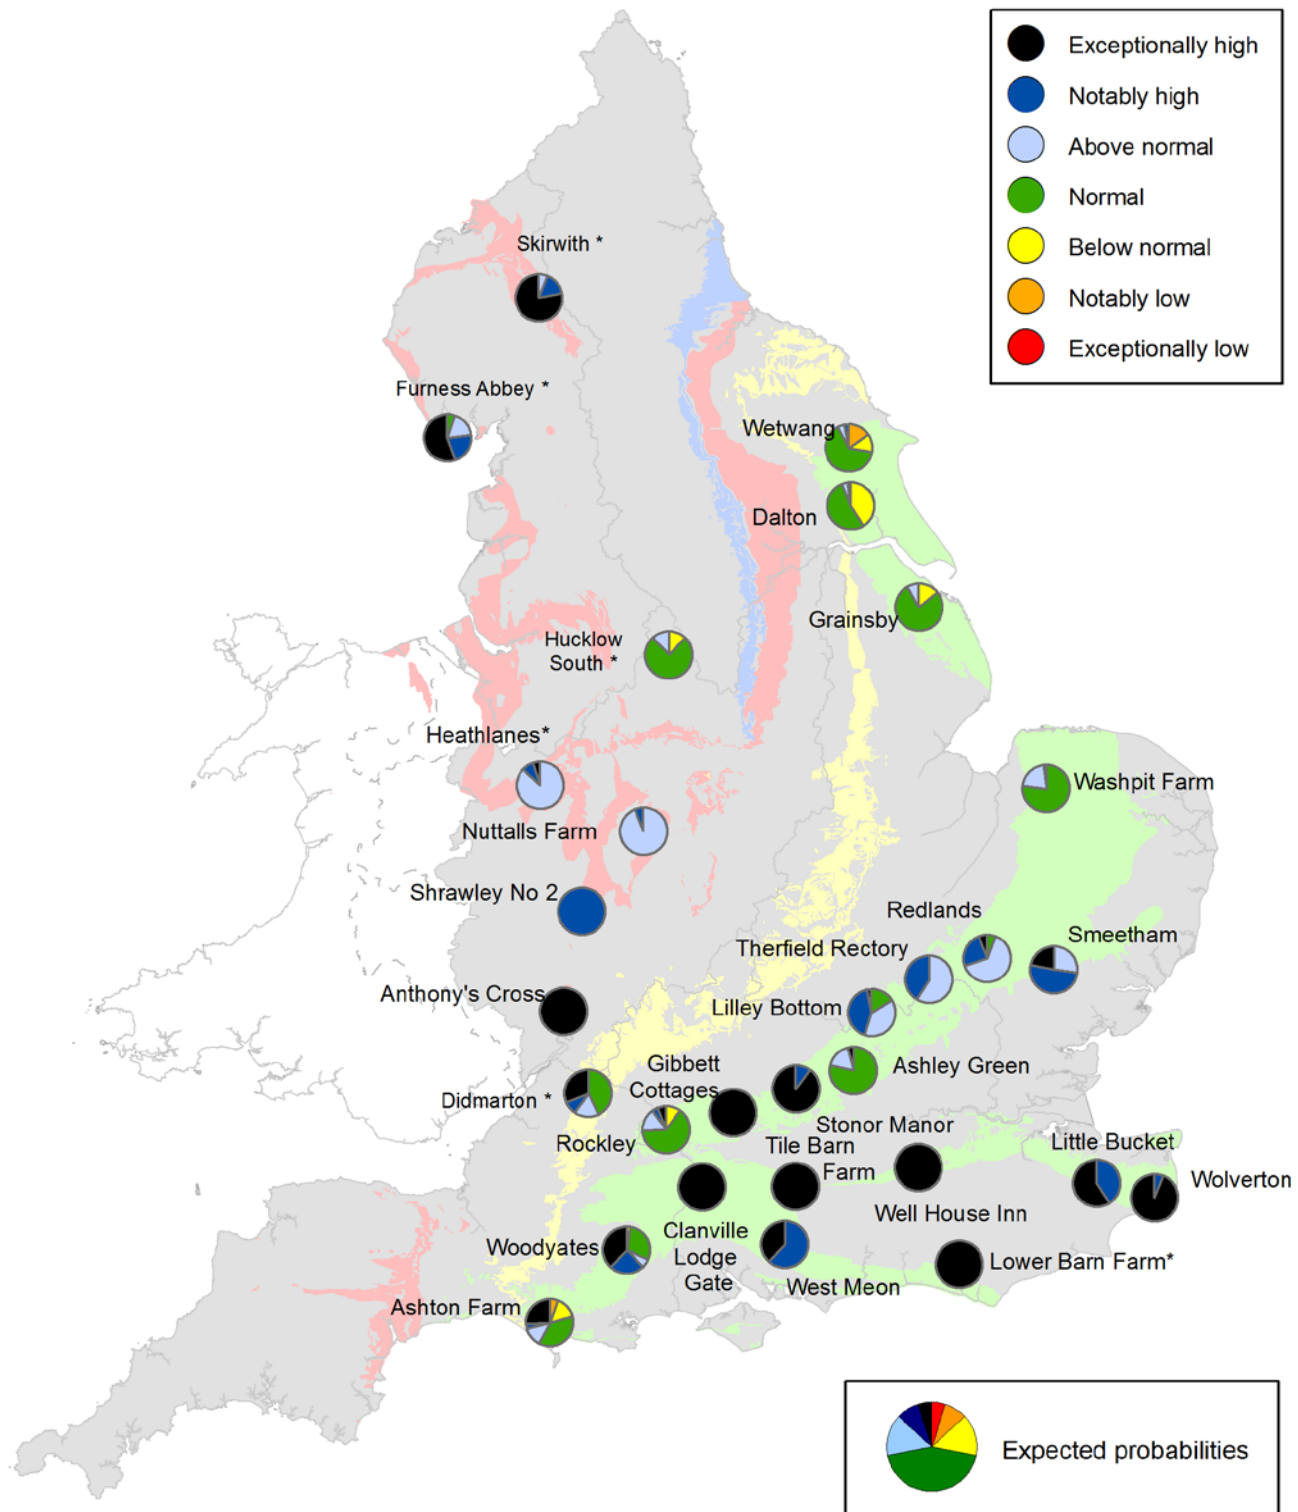 Exceptionally high
Notably high
Above normal
Normal
Below normal
Notably low
Exceptionally low
Skirwith *
Furness Abbey *
Wetwang
Dalton
Grainsby
Hucklow
South *
Heathlanes*
Nuttalls Farm
Washpit Farm
Shrawley No 2
Redlands
Smeetham
Therfield Rectory
Anthony's Cross
Lilley Bottom
Ashley Green
Gibbett
Cottages
Didmarton *
Stonor Manor
Rockley
Tile Barn
Farm
Little Bucket
Wolverton
Well House Inn
Clanville
Lodge
Gate
Woodyates
Lower Barn Farm*
West Meon
Ashton Farm
Expected probabilities